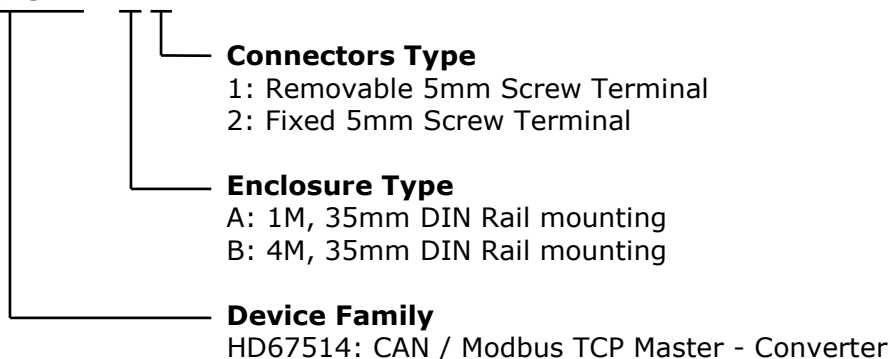 Connectors Type
1: Removable 5mm Screw Terminal
2: Fixed 5mm Screw Terminal
Enclosure Type
A: 1M, 35mm DIN Rail mounting
B: 4M, 35mm DIN Rail mounting
Device Family
HD67514: CAN / Modbus TCP Master - Converter